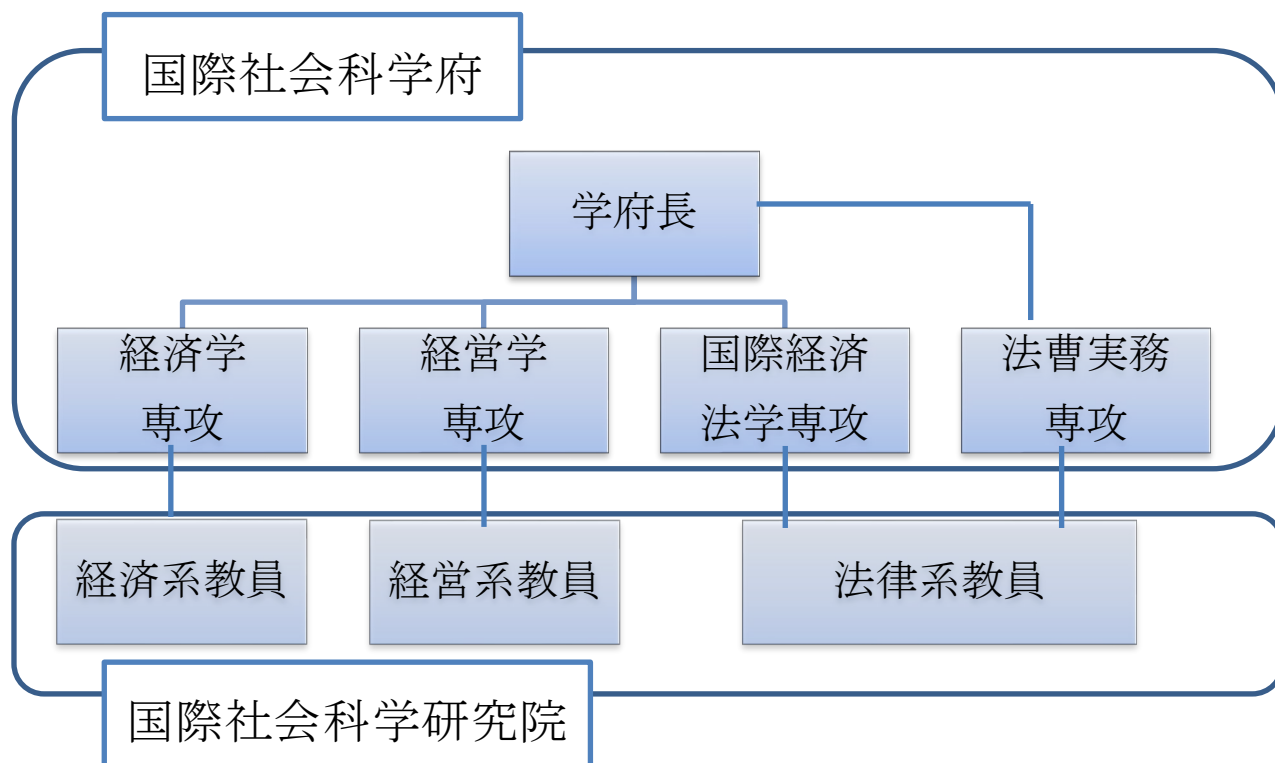 国際社会科学府
学府長
経済学
専攻
経営学
専攻
国際経済
法学専攻
法曹実務
専攻
経済系教員
経営系教員
法律系教員
国際社会科学研究院